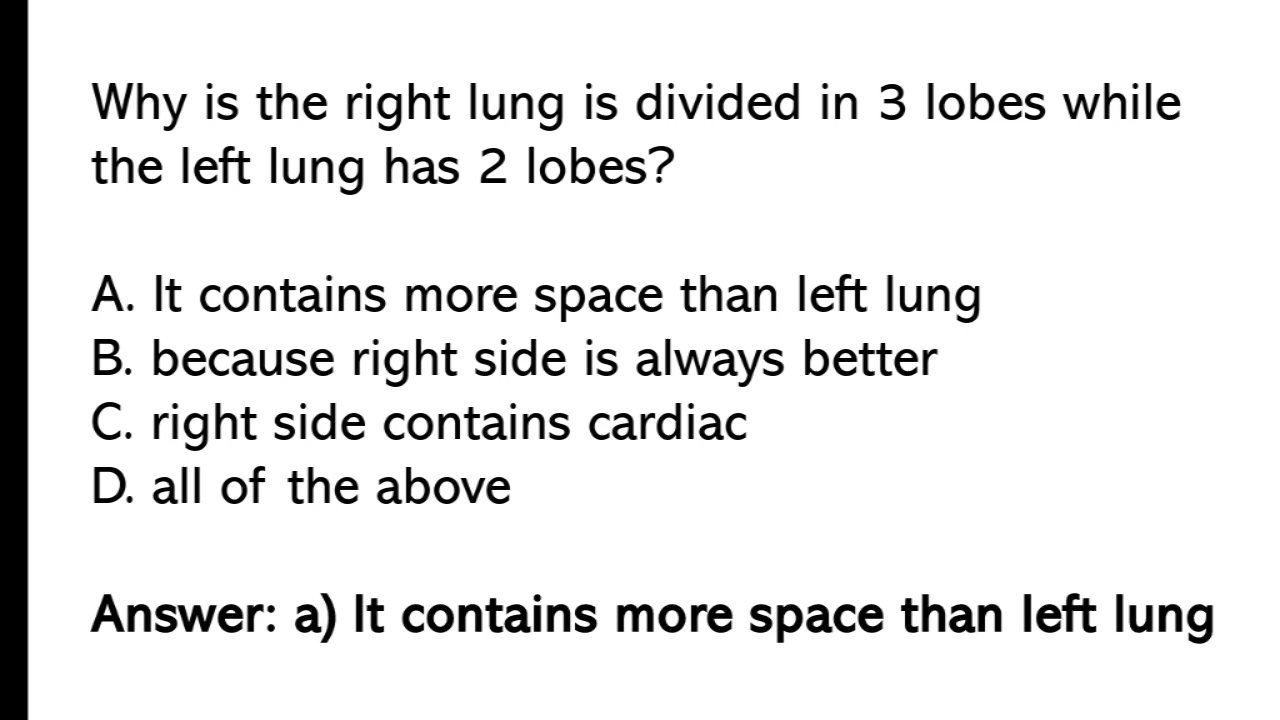 Why is the right lung is divided in 3 lobes while
the left lung has 2 lobes?
A. It contains more space than left lung
B. because right side is always better
C. right side contains cardiac
D. all of the above
Answer: a) It contains more space than left lung